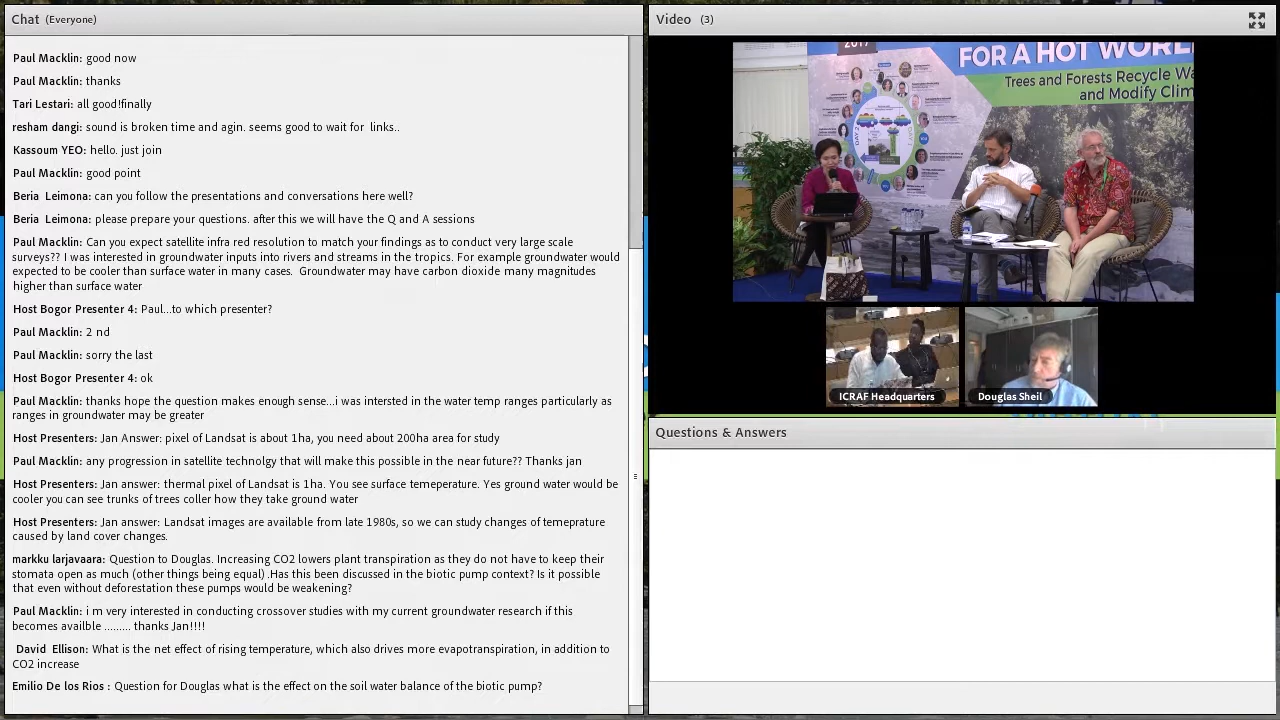 Chat (Everyone)
Paul Macklin: good now
Paul Macklin: thanks
Tari Lestari: all good!finally
resham dangi: sound is broken time and agin, seems good to wait for links..
Kassoum YEO: hello. just join
Paul Macklin: good point
Beria Leimona: can you follow the presentations and conversations here well?
Beria Leimona: please prepare your questions. after this we will have the Q and A sessions
Paul Macklin: Can you expect satellite infra red resolution to match your findings as to conduct very large scale
surveys?? I was interested in groundwater inputs into rivers and streams in the tropics. For example groundwater would
expected to be cooler than surface water in many cases. Groundwater may have carbon dioxide many magnitudes
higher than surface water
Host Bogor Presenter 4: Paul...to which presenter?
Paul Macklin: 2 nd
Paul Macklin: sorry the last
Host Bogor Presenter 4: ok
Paul Macklin: thanks hope the question makes enough sense...i was intersted in the water temp ranges particularly as
ranges in groundwater may be greater
Host Presenters: Jan Answer: pixel of Landsat is about 1ha, you need about 200ha area for study
Paul Macklin: any progression in satellite technolgy that will make this possible in the near future?? Thanks jan
Host Presenters: Jan answer: thermal pixel of Landsat is 1ha. You see surface temeperature. Yes ground water would be
cooler you can see trunks of trees coller how they take ground water
Host Presenters: Jan answer: Landsat images are available from late 1980s, so we can study changes of temeprature
caused by land cover changes.
markku larjavaara: Question to Douglas. Increasing CO2 lowers plant transpiration as they do not have to keep their
stomata open as much (other things being equal) .Has this been discussed in the biotic pump context? Is it possible
that even without deforestation these pumps would be weakening?
Paul Macklin: i m very interested in conducting crossover studies with my current groundwater research if this
becomes availble ......... thanks Jan!!!!
David Ellison: What is the net effect of rising temperature, which also drives more evapotranspiration, in addition to
CO2 increase
Emilio De los Rios : Question for Douglas what is the effect on the soil water balance of the biotic pump?
Video (3)
2017
FOR A HOT WORL
Trees and Forests Recycle Wa
and Modify Clim
DAY 2
ICRAF Headquarters
Douglas Sheil
Questions & Answers